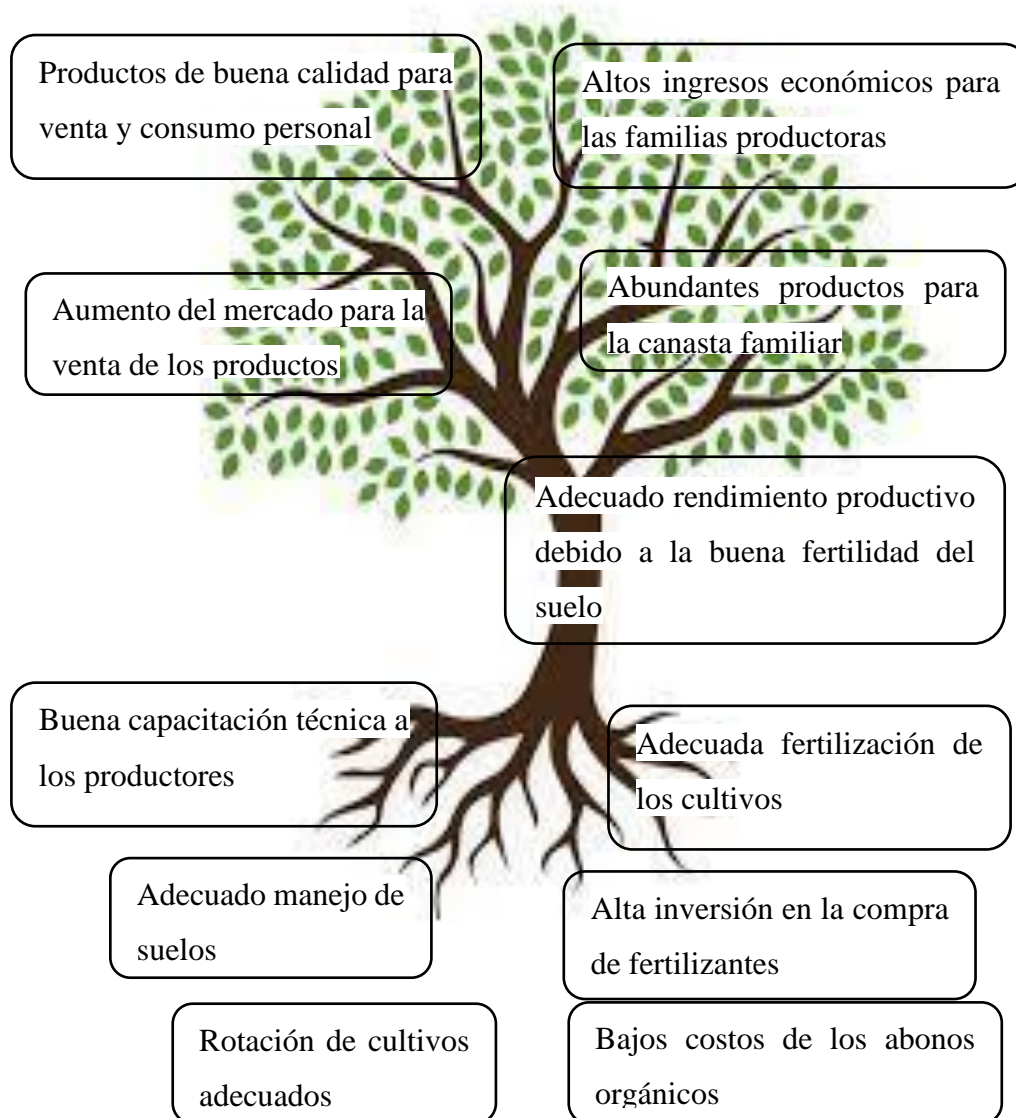 Productos de buena calidad para
venta y consumo personal
Altos ingresos económicos para
las familias productoras
Aumento del mercado para la
venta de los productos
Abundantes productos para
la canasta familiar
Adecuado rendimiento productivo
debido a la buena fertilidad del
suelo
Buena capacitación técnica a
los productores
Adecuada fertilización de
los cultivos
Adecuado manejo de
suelos
Alta inversión en la compra
de fertilizantes
Rotación de cultivos
adecuados
Bajos costos de los abonos
orgánicos